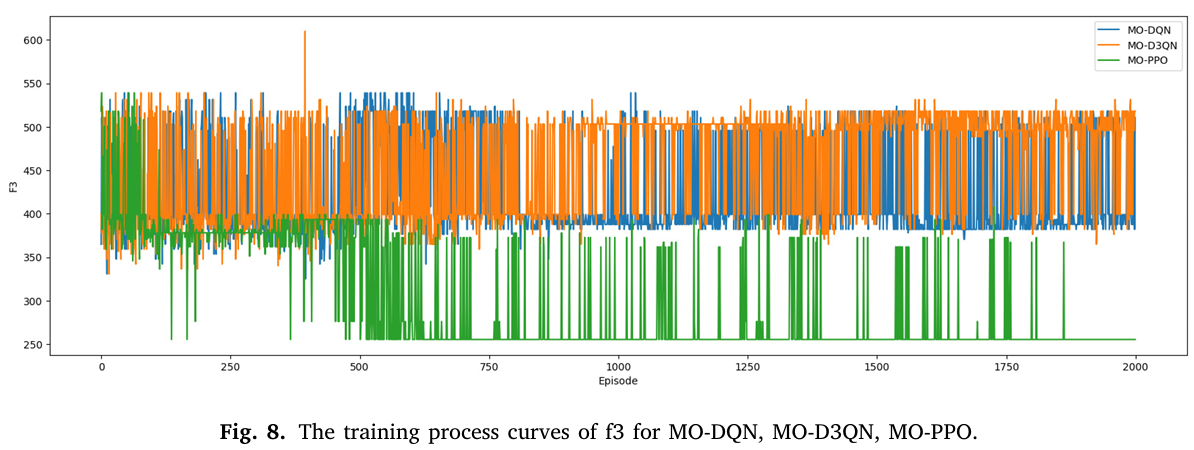 600
550
500
450
400
350
300
250
F3
MO-DQN
MO-D3QN
MO-PPO
0
250
500
750
1000
1250
1500
1750
2000
Episode
Fig. 8. The training process curves of f3 for MO-DQN, MO-D3QN, MO-PPO.